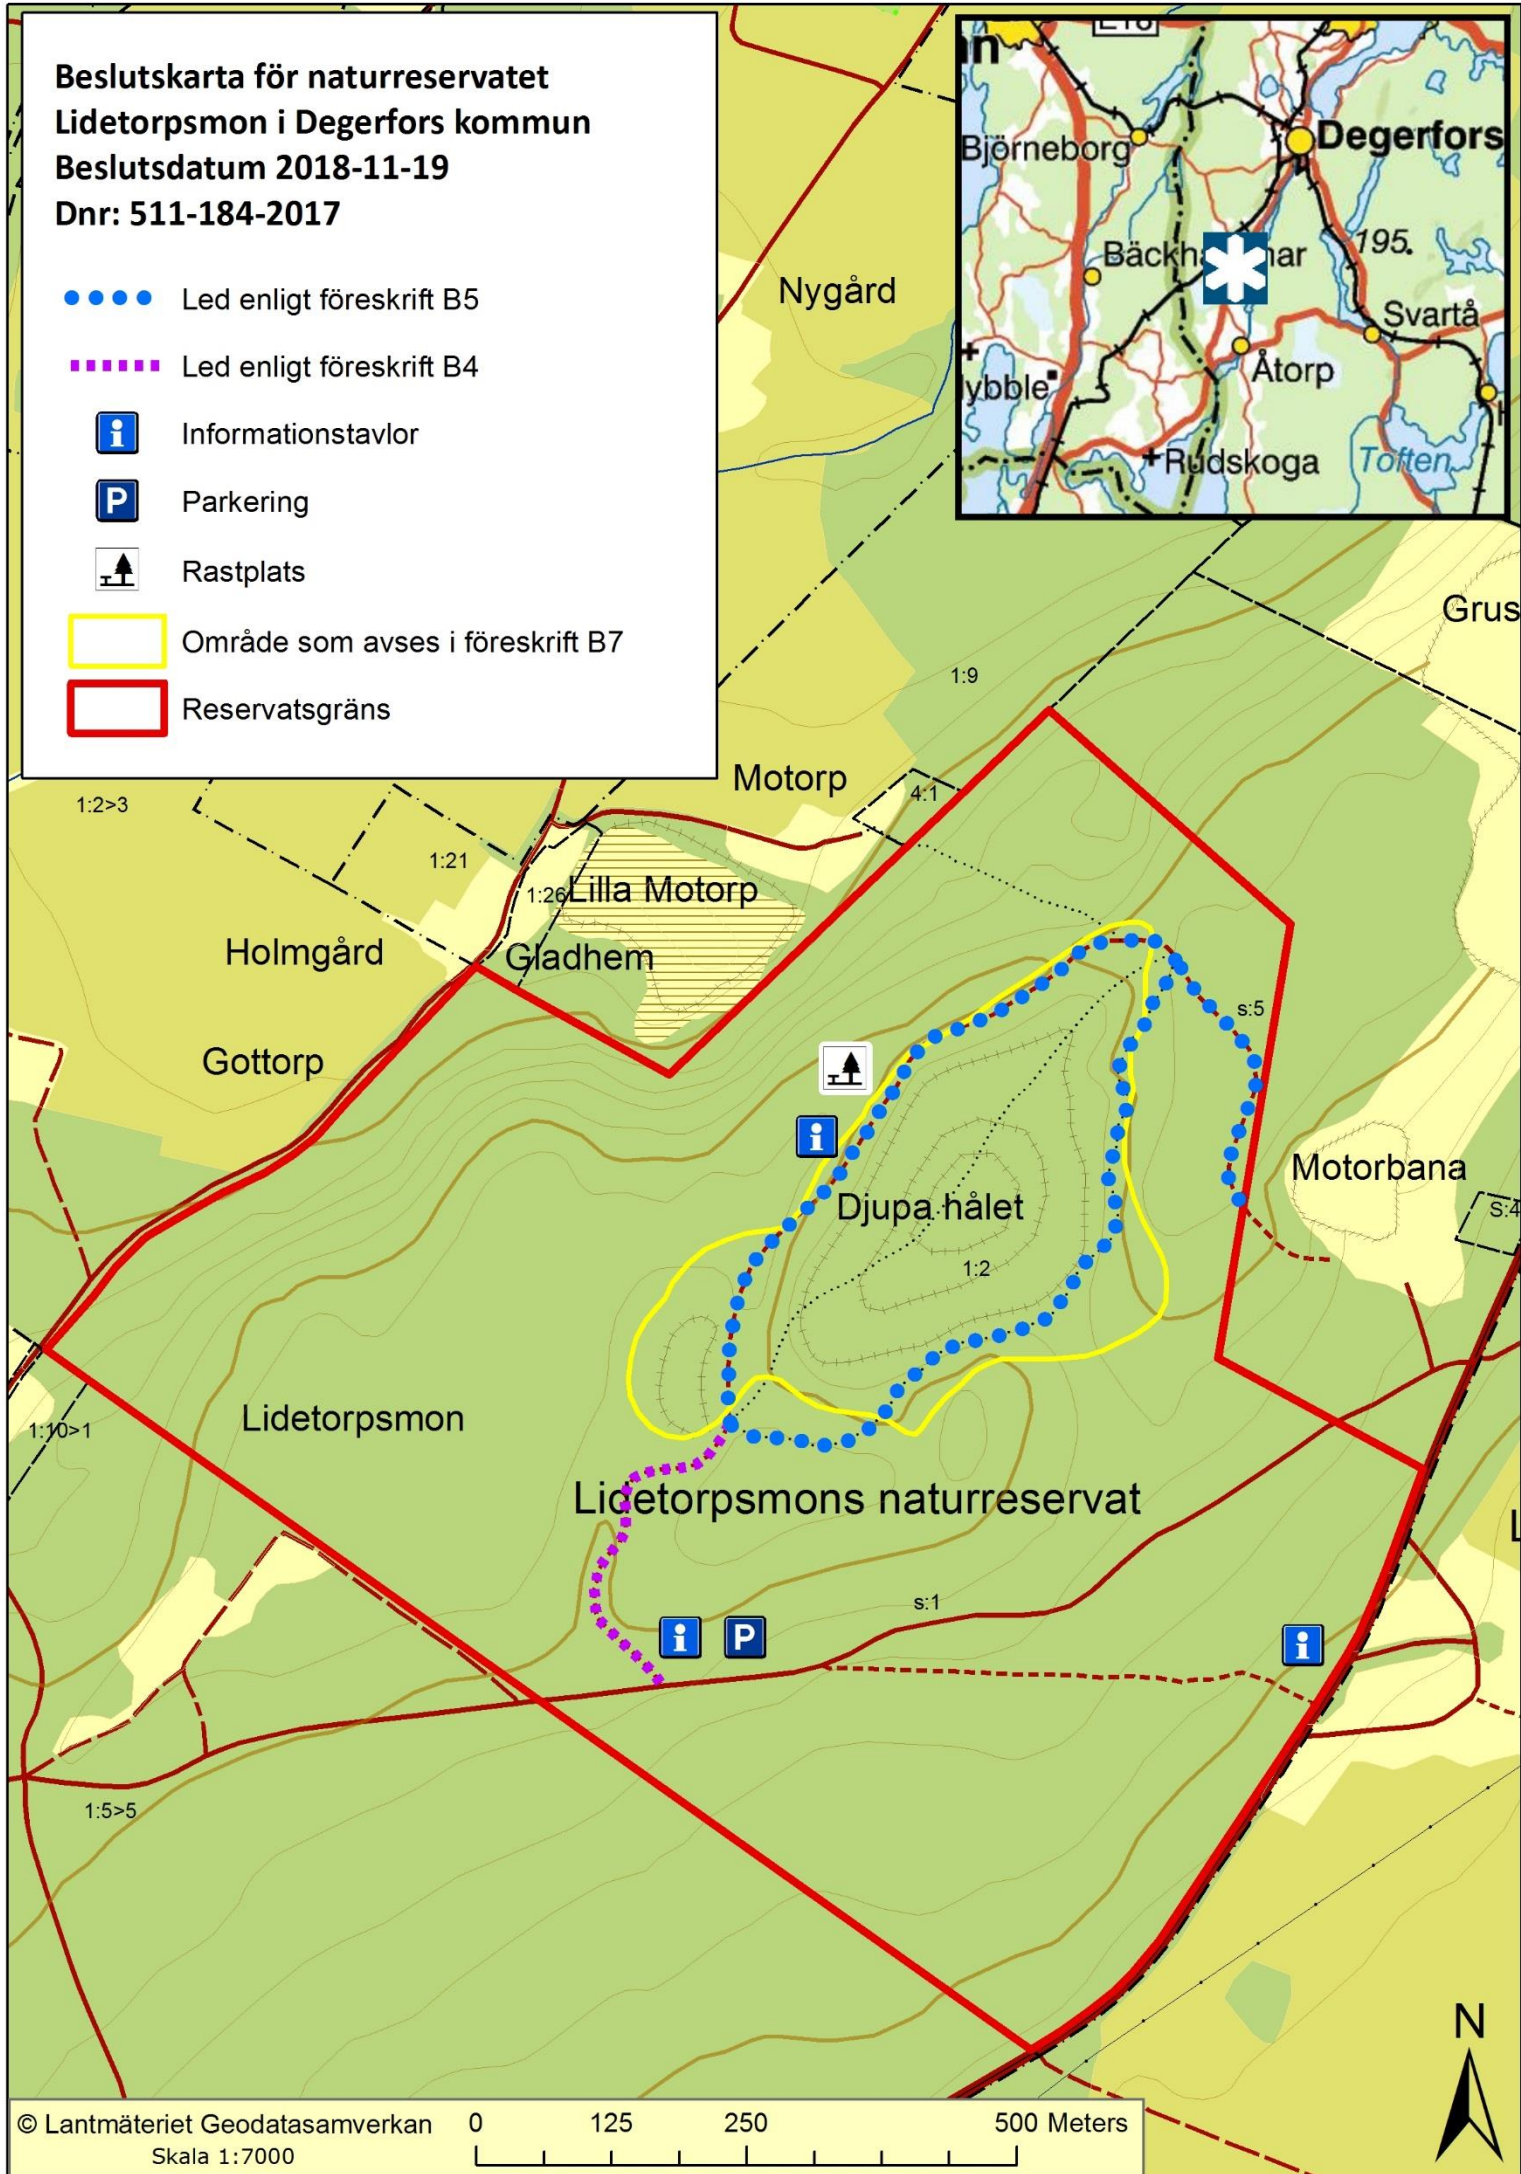 Beslutskarta för naturreservatet
Lidetorpsmon i Degerfors kommun
Beslutsdatum 2018-11-19
Dnr: 511-184-2017
Led enligt föreskrift B5
Led enligt föreskrift B4
i Informationstavlor
P Parkering
Rastplats
Område som avses i föreskrift B7
Reservatsgräns
E18
Björneborg
Degerfors
195
Svartå
Åtorp
Rudskoga
Toften
Nygård
Grus
1:9
Motorp
4:1
1:2>3
1:21
1:26
Lilla Motorp
Holmgård
Gladhem
s:5
Gottorp
i
Motorbana
Djupa hålet
S:4
1:2
1:10>1
Lidetorpsmon
Lidetorpsmons naturreservat
s:1
i P
i
1:5>5
N
© Lantmäteriet Geodatasamverkan
Skala 1:7000
0 125 250 500 Meters